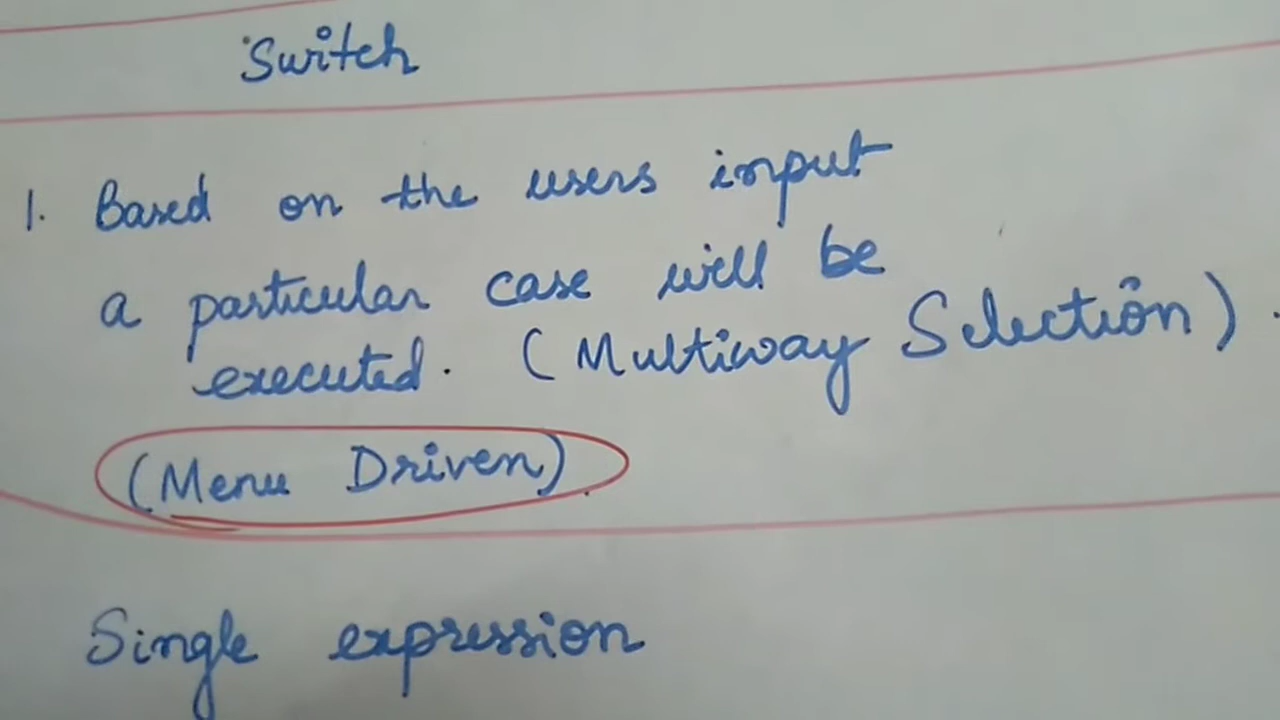 Switch
1. Based on the users input
a particular case will be
executed. (Multiway Selection).
(Menu Driven).
Single expression